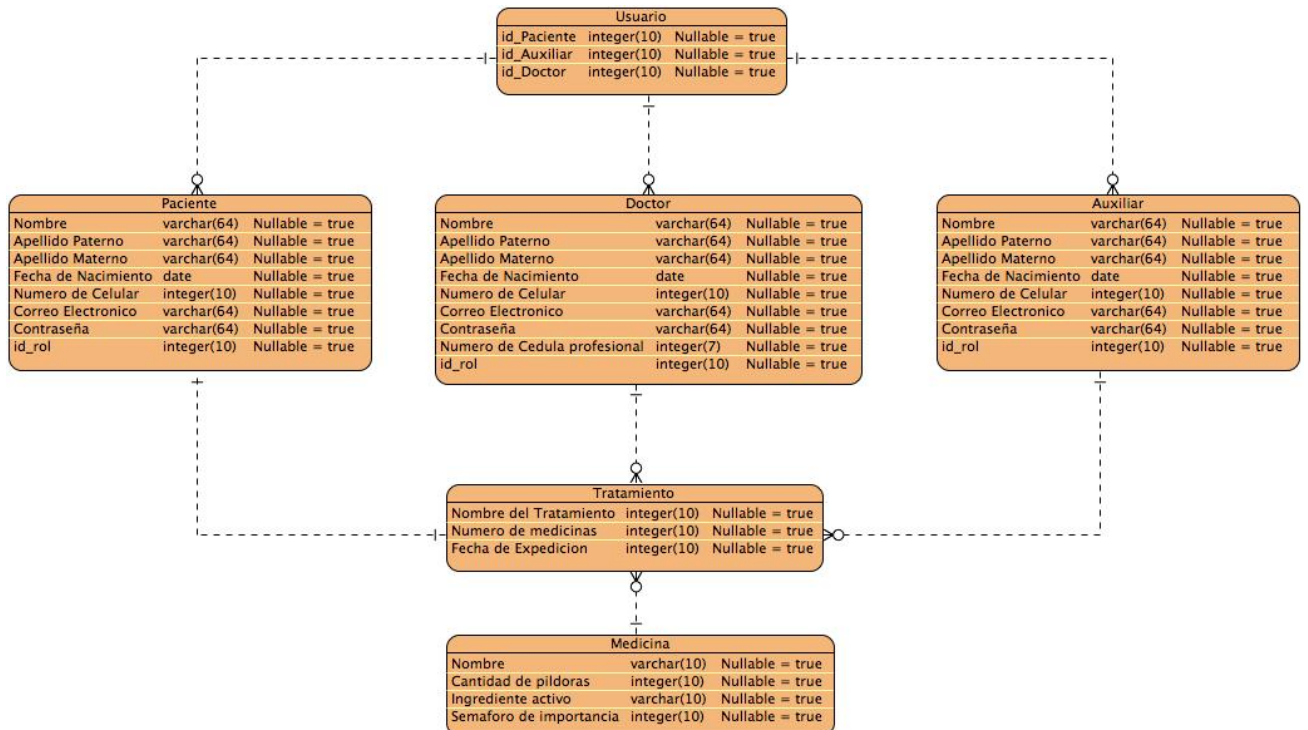 Usuario
id_Paciente integer(10) Nullable = true
id_Auxiliar integer(10) Nullable = true
id_Doctor integer(10) Nullable = true
Paciente
Nombre varchar(64) Nullable = true
Apellido Paterno varchar(64) Nullable = true
Apellido Materno varchar(64) Nullable = true
Fecha de Nacimiento date Nullable = true
Numero de Celular integer(10) Nullable = true
Correo Electronico varchar(64) Nullable = true
Contraseña varchar(64) Nullable = true
id_rol integer(10) Nullable = true
Doctor
Nombre varchar(64) Nullable = true
Apellido Paterno varchar(64) Nullable = true
Apellido Materno varchar(64) Nullable = true
Fecha de Nacimiento date Nullable = true
Numero de Celular integer(10) Nullable = true
Correo Electronico varchar(64) Nullable = true
Contraseña varchar(64) Nullable = true
Numero de Cedula profesional integer(7) Nullable = true
id_rol integer(10) Nullable = true
Auxiliar
Nombre varchar(64) Nullable = true
Apellido Paterno varchar(64) Nullable = true
Apellido Materno varchar(64) Nullable = true
Fecha de Nacimiento date Nullable = true
Numero de Celular integer(10) Nullable = true
Correo Electronico varchar(64) Nullable = true
Contraseña varchar(64) Nullable = true
id_rol integer(10) Nullable = true
Tratamiento
Nombre del Tratamiento integer(10) Nullable = true
Numero de medicinas integer(10) Nullable = true
Fecha de Expedicion integer(10) Nullable = true
Medicina
Nombre varchar(10) Nullable = true
Cantidad de pildoras integer(10) Nullable = true
Ingrediente activo varchar(10) Nullable = true
Semaforo de importancia integer(10) Nullable = true